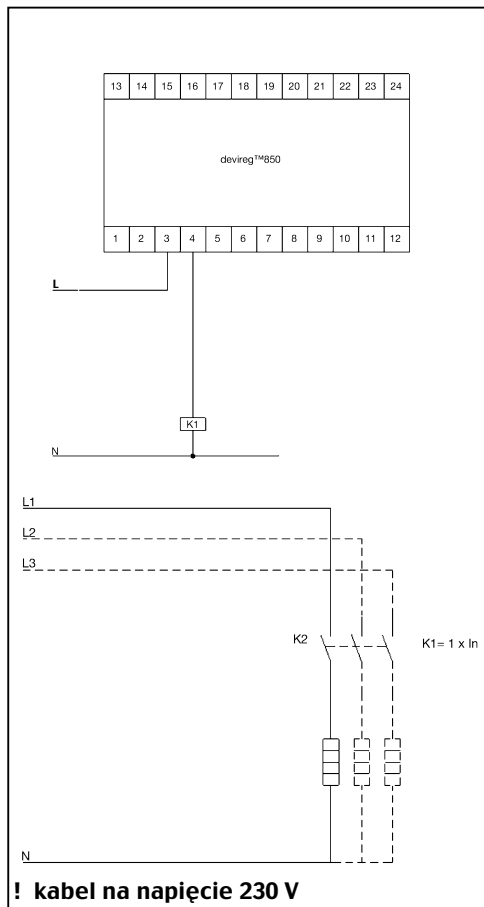 13 14 15 16 17 18 19 20 21 22 23 24
devireg™850
1 2 3 4 5 6 7 8 9 10 11 12
L
K1
N
L1
L2
L3
K2
K1= 1 x In
N
! kabel na napięcie 230 V